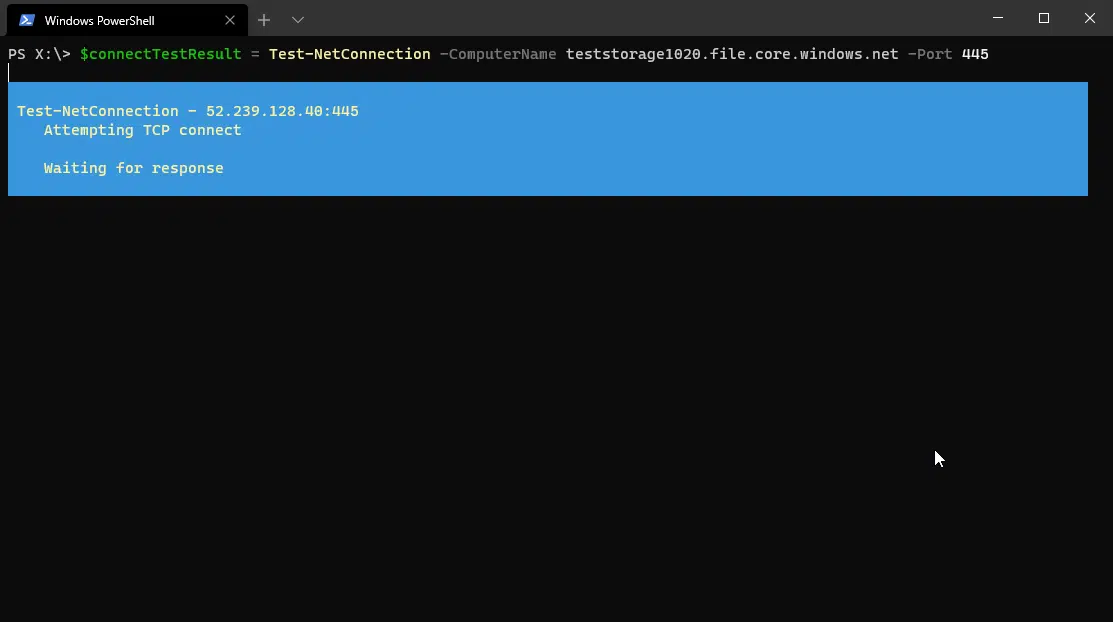 Windows PowerShell
PS X:\> $connectTestResult = Test-NetConnection -ComputerName teststorage1020.file.core.windows.net -Port 445
Test-NetConnection - 52.239.128.40:445
Attempting TCP connect
Waiting for response